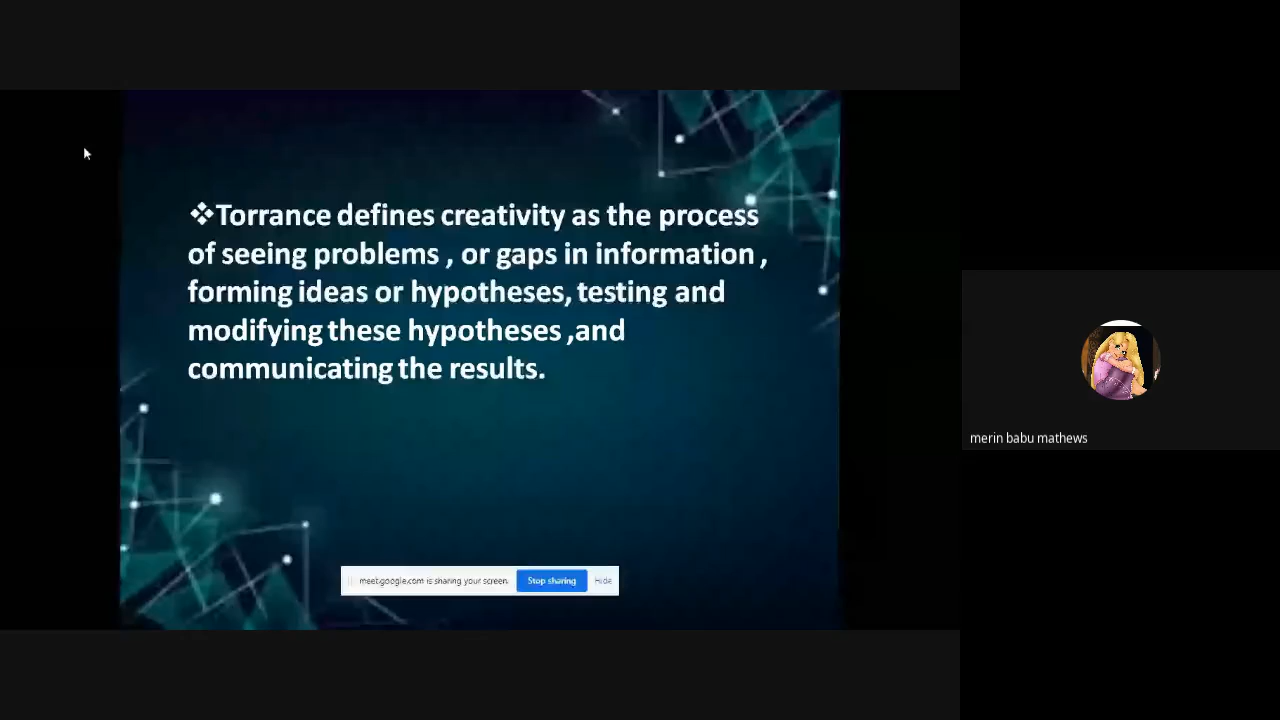 ❖Torrance defines creativity as the process
of seeing problems , or gaps in information ,
forming ideas or hypotheses, testing and
modifying these hypotheses ,and
communicating the results.
meet.google.com is sharing your screen. Stop sharing Hide
merin babu mathews